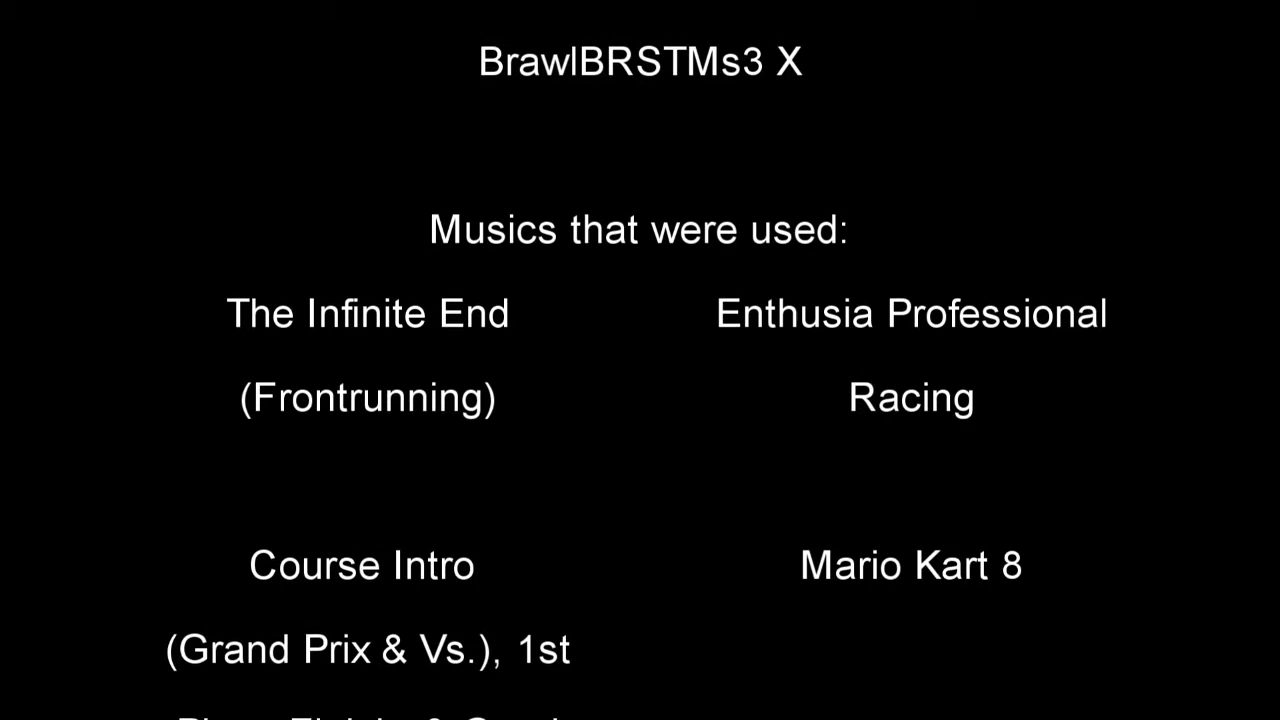 BrawlBRSTMs3 X
Musics that were used:
The Infinite End Enthusia Professional
(Frontrunning) Racing
Course Intro Mario Kart 8
(Grand Prix & Vs.), 1st